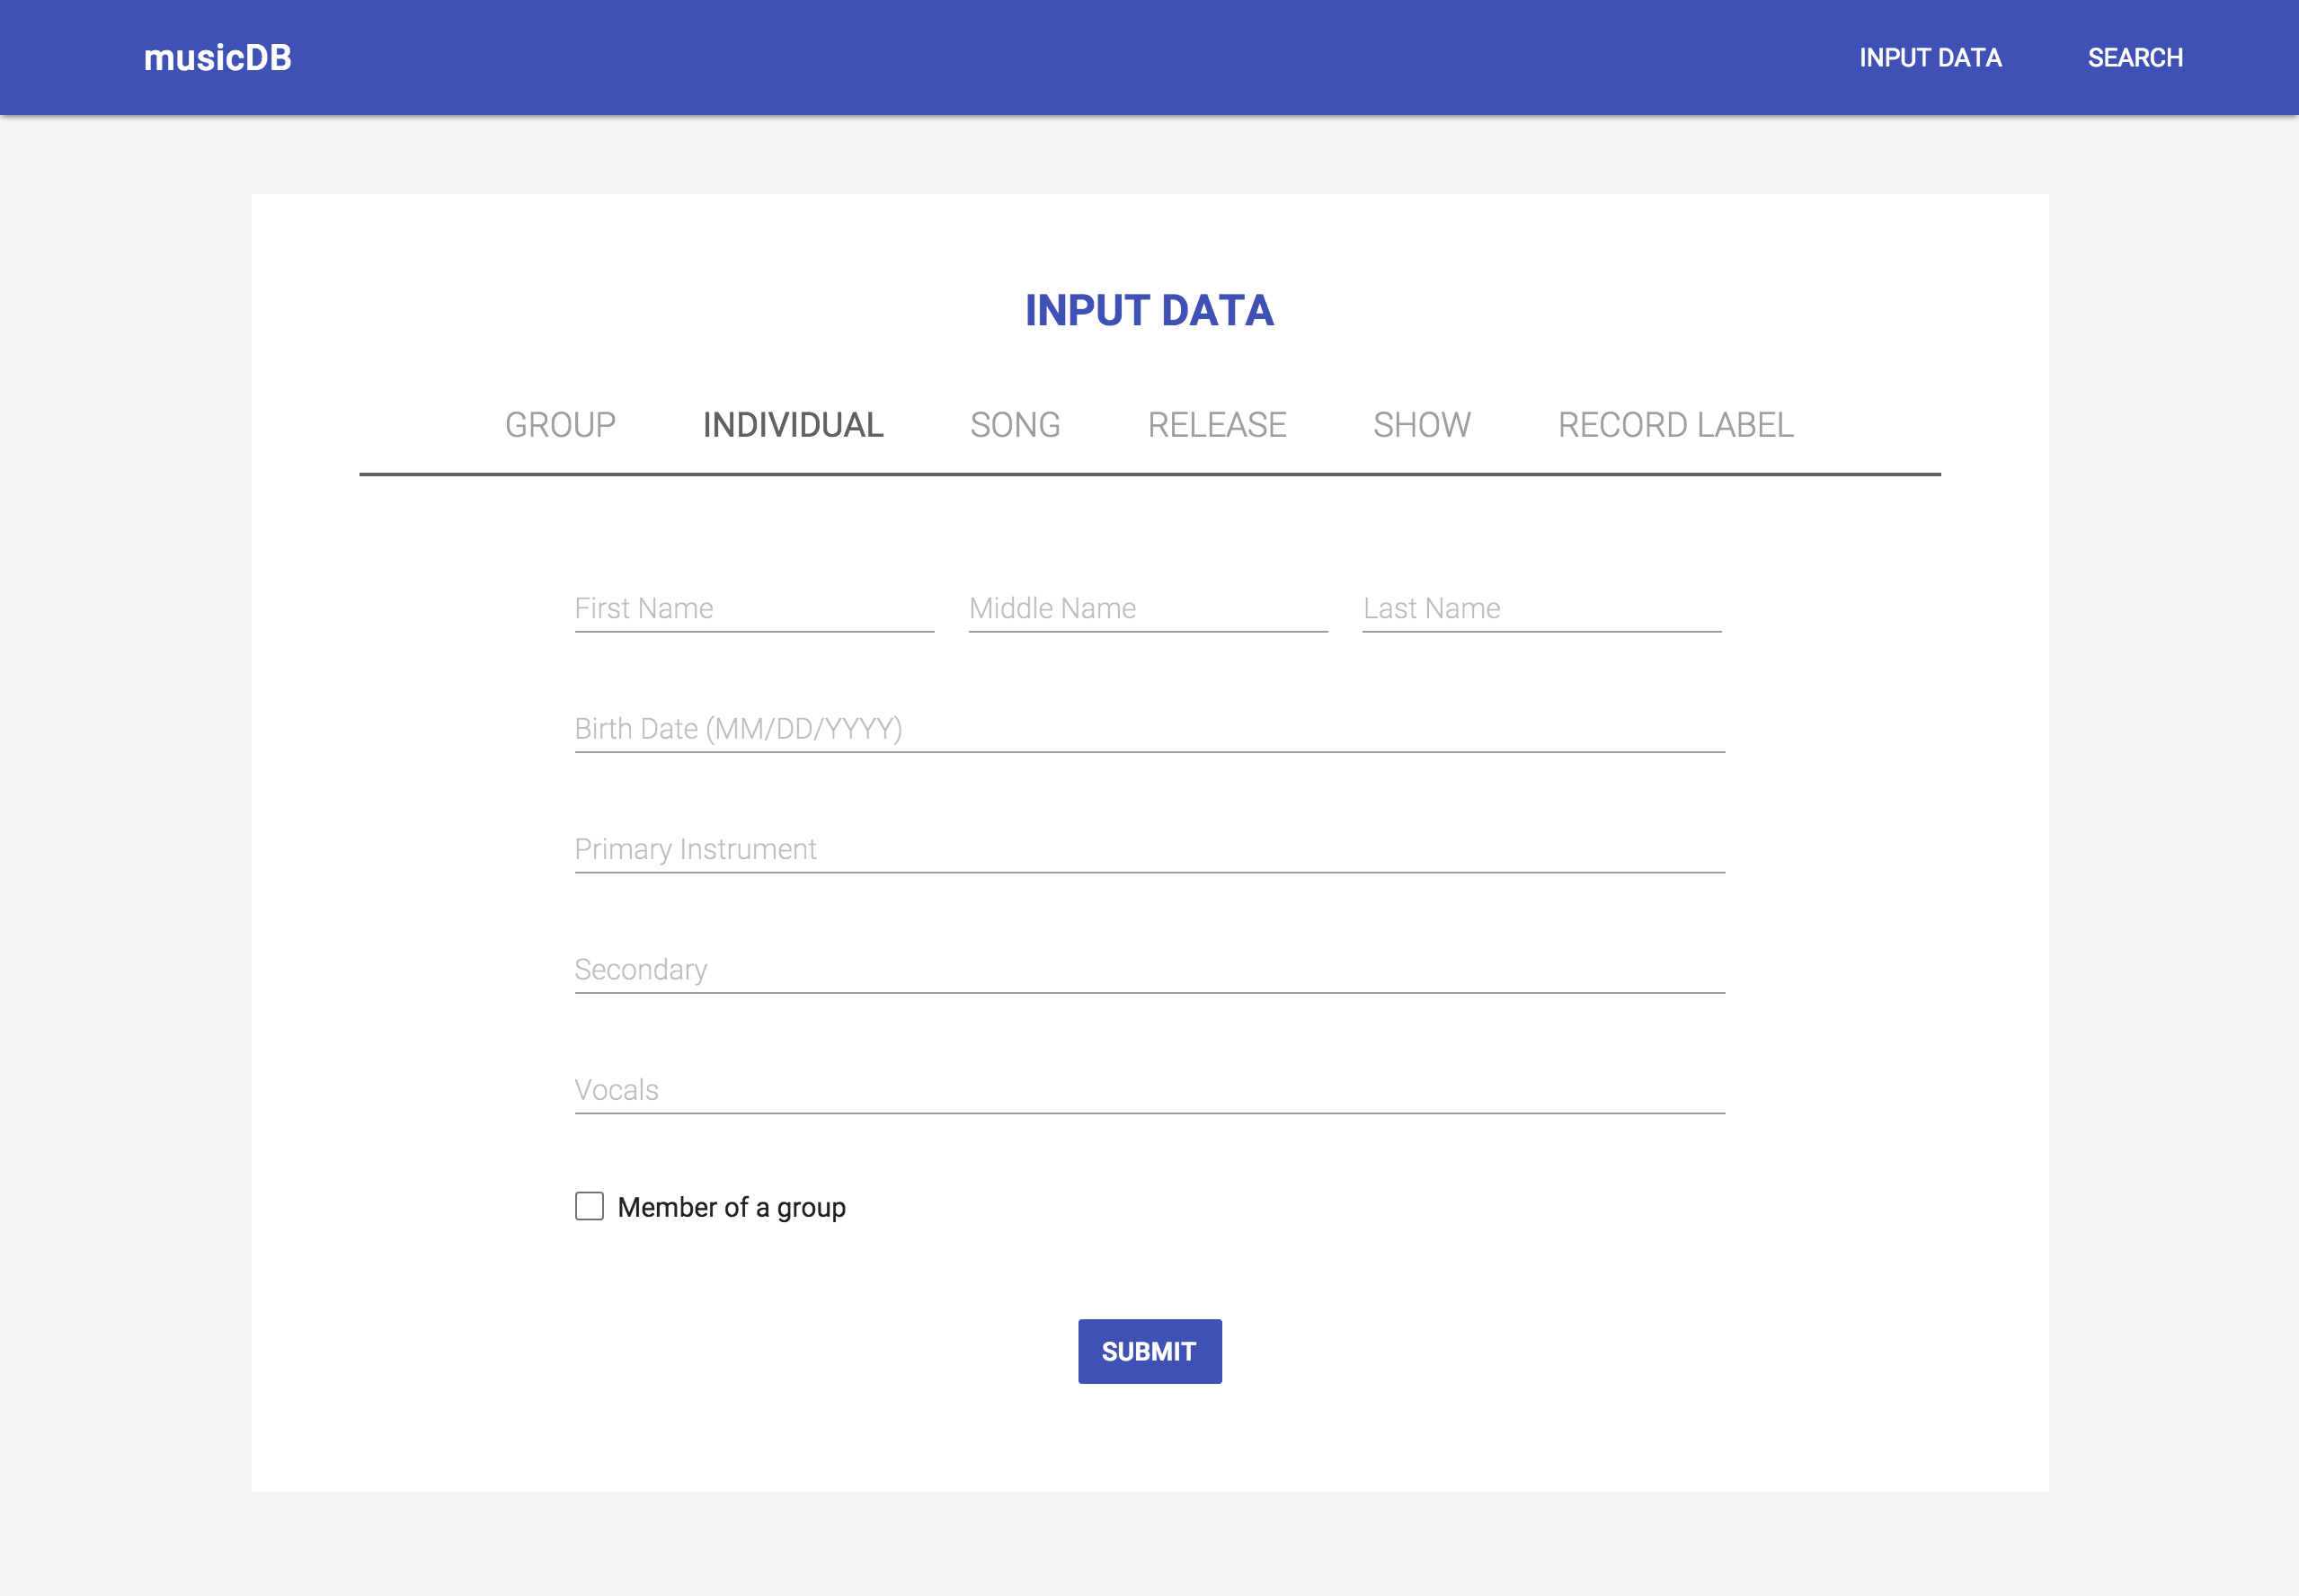 musicDB INPUT DATA SEARCH
INPUT DATA
GROUP INDIVIDUAL SONG RELEASE SHOW RECORD LABEL
First Name Middle Name Last Name
Birth Date (MM/DD/YYYY)
Primary Instrument
Secondary
Vocals
Member of a group
SUBMIT